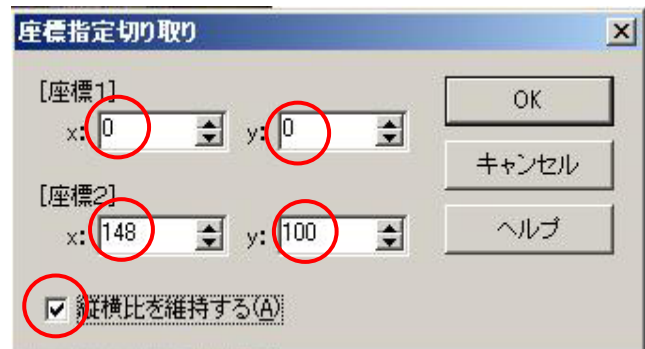 座標指定切り取り
[座標1]
x: 0 y: 0
OK
キャンセル
[座標2]
x: 148 y: 100
ヘルプ
縦横比を維持する(A)